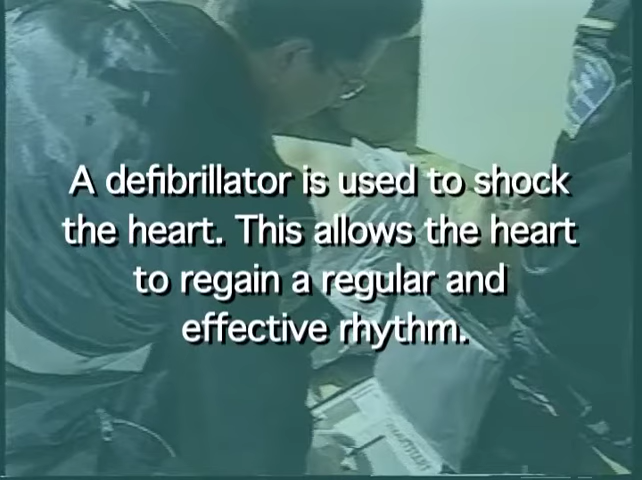 A defibrillator is used to shock
the heart. This allows the heart
to regain a regular and
effective rhythm.